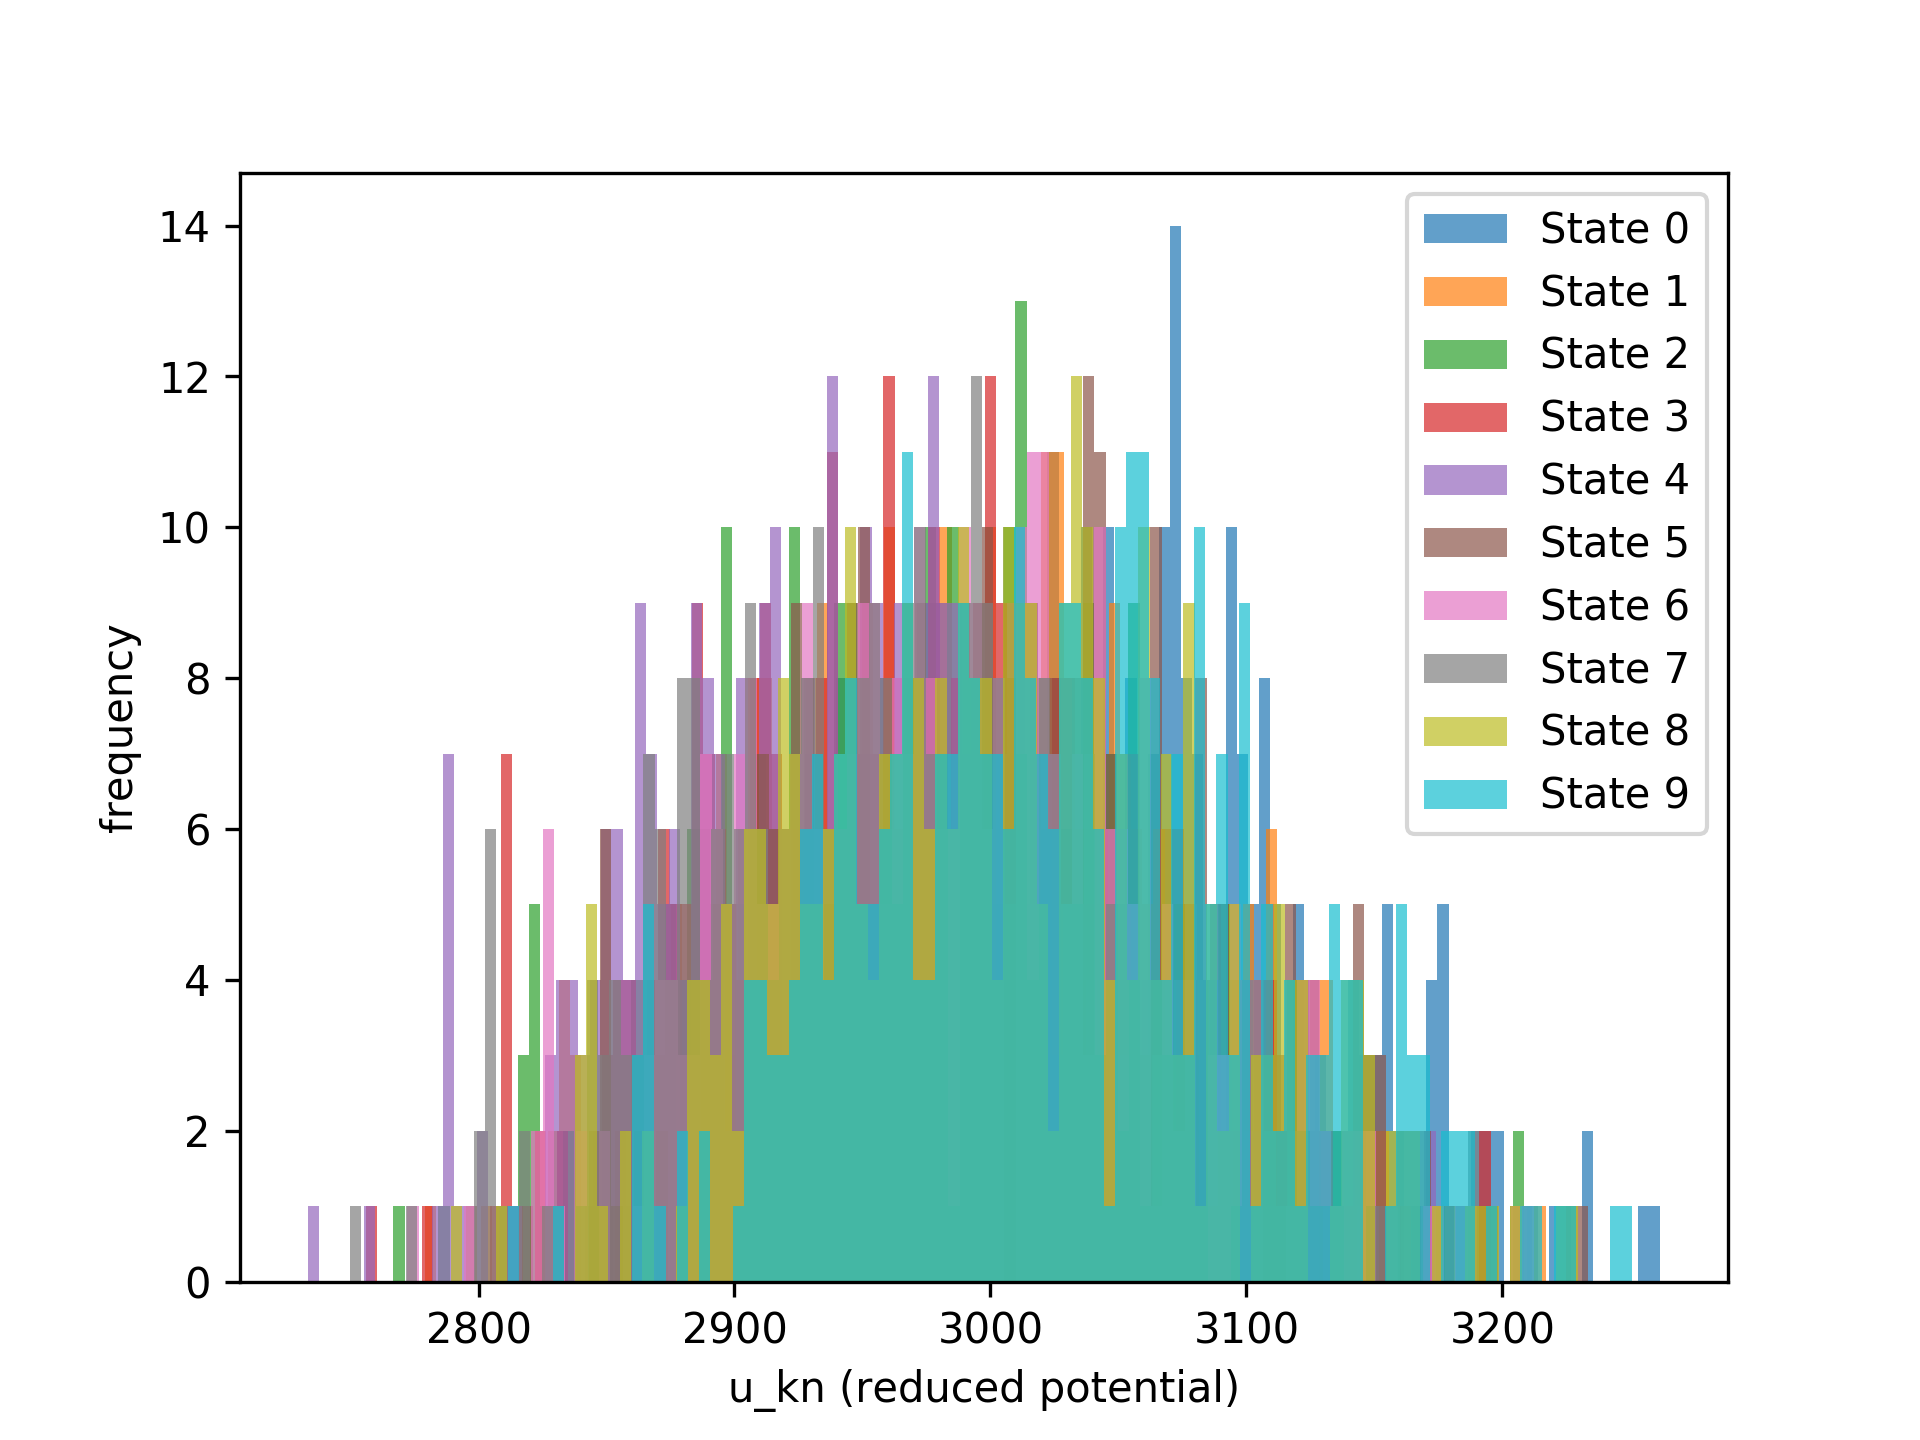 14
12
10
8
6
4
2
0
frequency
2800 2900 3000 3100 3200
u_kn (reduced potential)
State 0
State 1
State 2
State 3
State 4
State 5
State 6
State 7
State 8
State 9